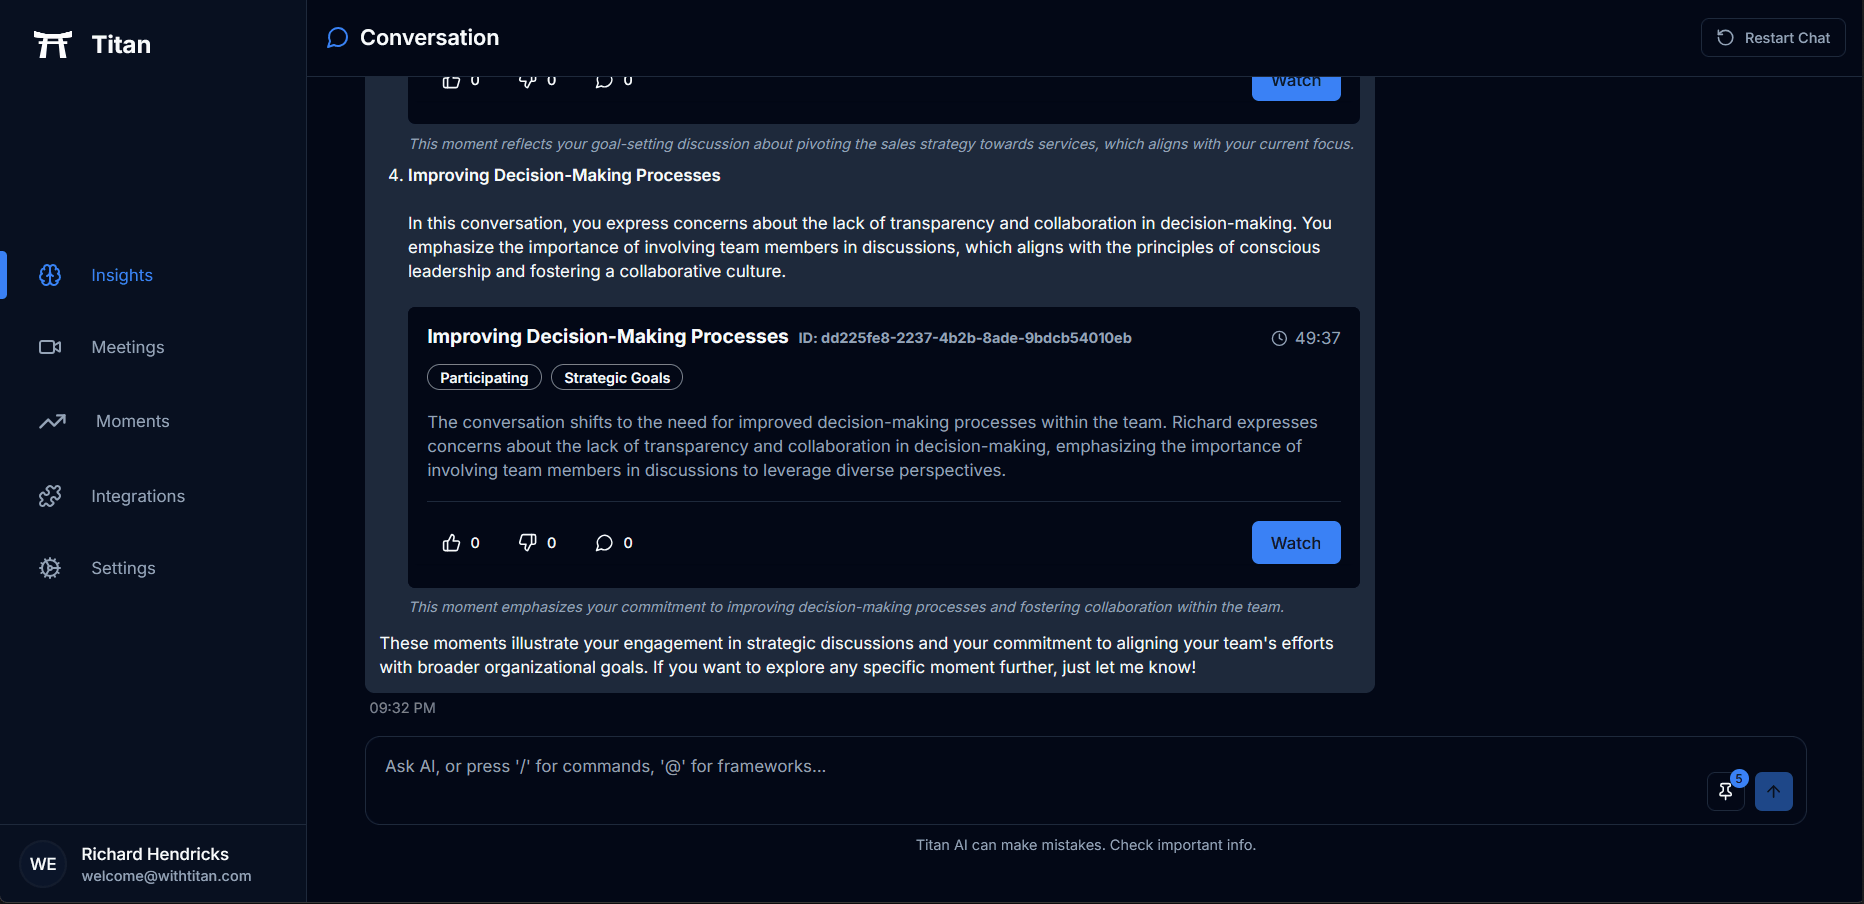 Titan
Conversation
Restart Chat
0 0 0
Watch
This moment reflects your goal-setting discussion about pivoting the sales strategy towards services, which aligns with your current focus.
4. Improving Decision-Making Processes
In this conversation, you express concerns about the lack of transparency and collaboration in decision-making. You
emphasize the importance of involving team members in discussions, which aligns with the principles of conscious
leadership and fostering a collaborative culture.
Improving Decision-Making Processes ID: dd225fe8-2237-4b2b-8ade-9bdcb54010eb 49:37
Participating Strategic Goals
The conversation shifts to the need for improved decision-making processes within the team. Richard expresses
concerns about the lack of transparency and collaboration in decision-making, emphasizing the importance of
involving team members in discussions to leverage diverse perspectives.
0 0 0
Watch
This moment emphasizes your commitment to improving decision-making processes and fostering collaboration within the team.
These moments illustrate your engagement in strategic discussions and your commitment to aligning your team's efforts
with broader organizational goals. If you want to explore any specific moment further, just let me know!
09:32 PM
Ask AI, or press '/' for commands, '@' for frameworks...
5
Titan AI can make mistakes. Check important info.
Insights
Meetings
Moments
Integrations
Settings
WE
Richard Hendricks
welcome@withtitan.com